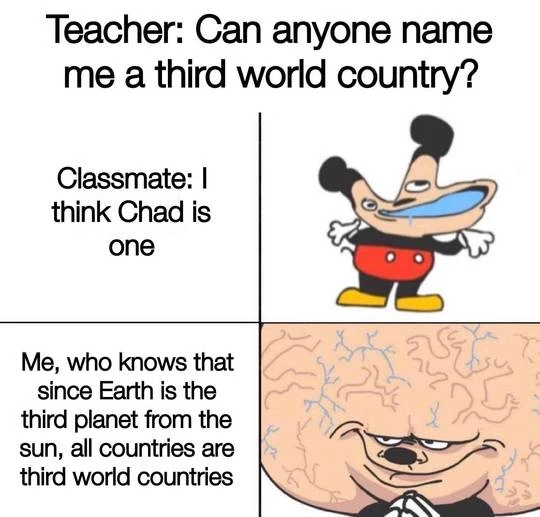 Teacher: Can anyone name
me a third world country?
Classmate: I
think Chad is
one
Me, who knows that
since Earth is the
third planet from the
sun, all countries are
third world countries